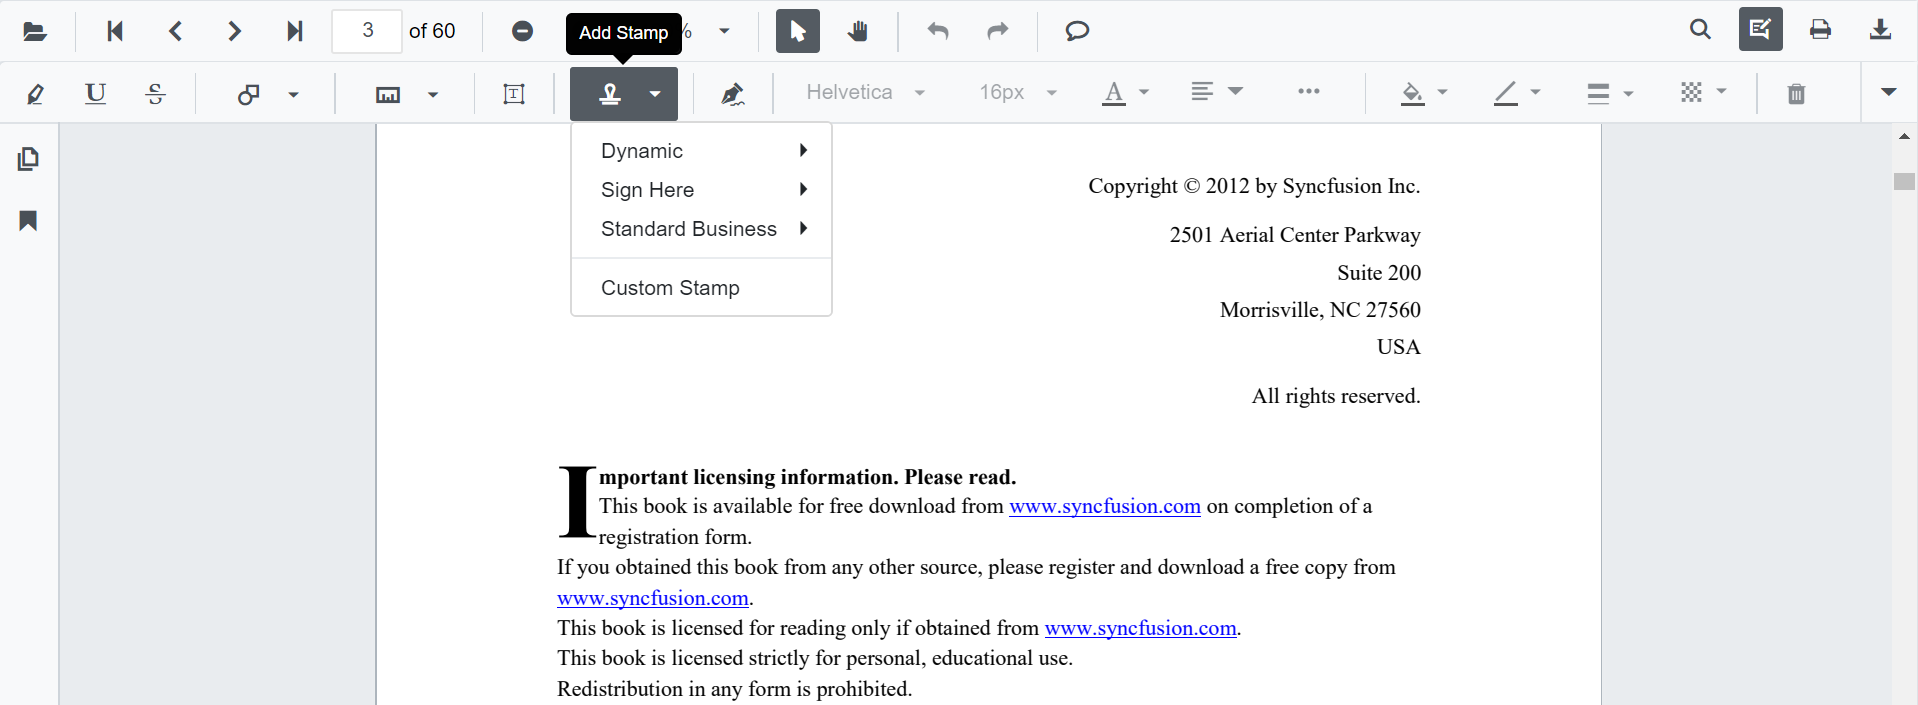 3 of 60
Add Stamp
%
Helvetica
16px
Dynamic
Sign Here
Standard Business
Custom Stamp
Copyright © 2012 by Syncfusion Inc.
2501 Aerial Center Parkway
Suite 200
Morrisville, NC 27560
USA
All rights reserved.
Important licensing information. Please read.
This book is available for free download from www.syncfusion.com on completion of a
registration form.
If you obtained this book from any other source, please register and download a free copy from
www.syncfusion.com.
This book is licensed for reading only if obtained from www.syncfusion.com.
This book is licensed strictly for personal, educational use.
Redistribution in any form is prohibited.